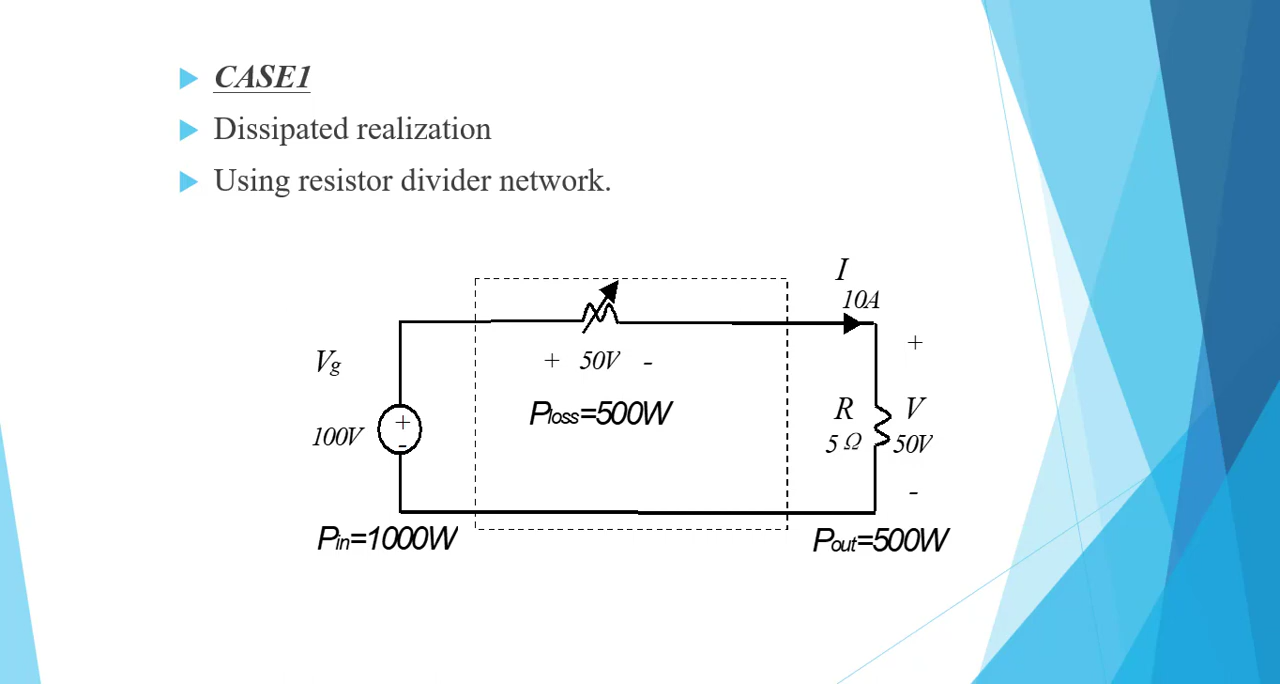 CASE1
Dissipated realization
Using resistor divider network.
I
10A
Vg
100V
+
-
+ 50V -
Ploss=500W
+
R
5 Ω
V
50V
-
Pin=1000W
Pout=500W